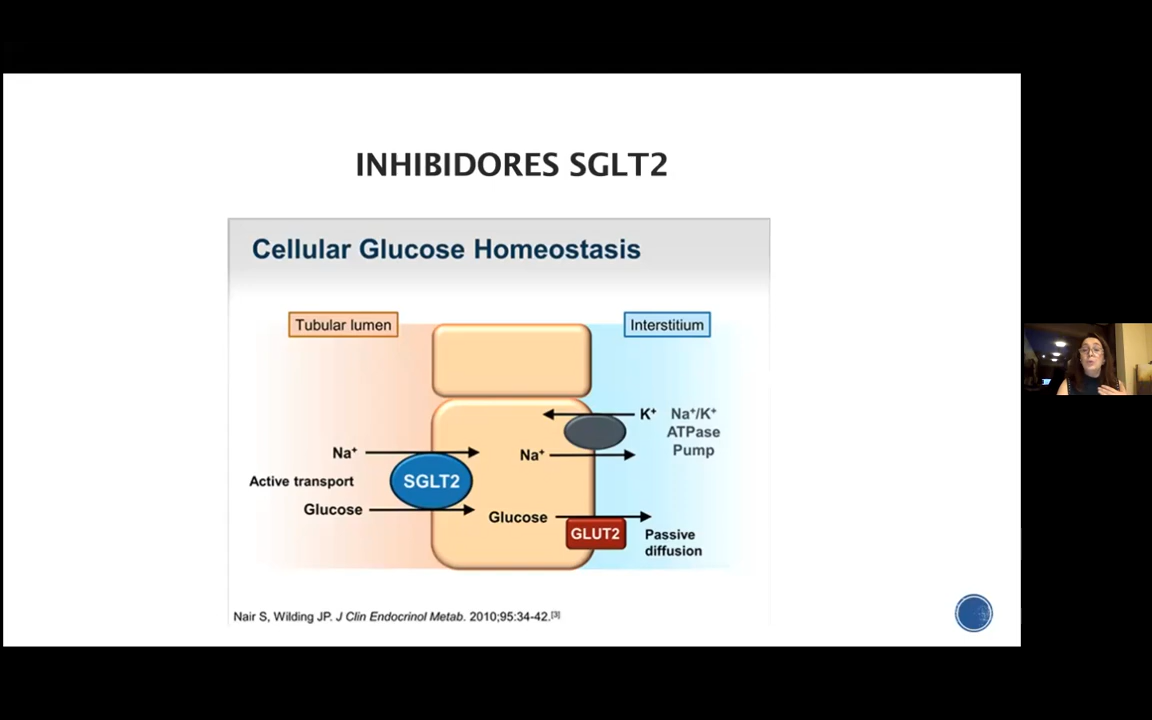 INHIBIDORES SGLT2
Cellular Glucose Homeostasis
Tubular lumen
Interstitium
K⁺
Na⁺/K⁺
ATPase
Pump
Na⁺
Na⁺
SGLT2
Active transport
Glucose
Glucose
GLUT2
Passive
diffusion
Nair S, Wilding JP. J Clin Endocrinol Metab. 2010;95:34-42.[3]